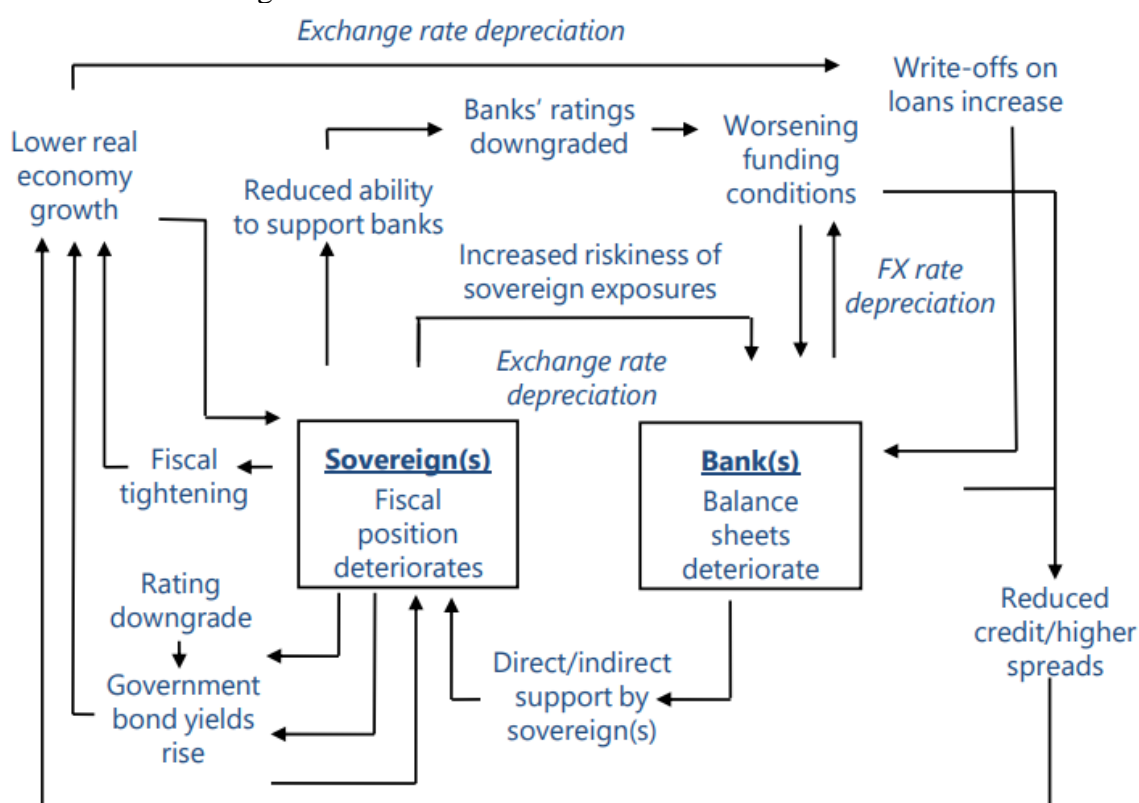 Exchange rate depreciation
Write-offs on
loans increase
Banks' ratings
downgraded
Worsening
funding
conditions
Lower real
economy
growth
Reduced ability
to support banks
Increased riskiness of
sovereign exposures
FX rate
depreciation
Exchange rate
depreciation
Sovereign(s)
Fiscal
position
deteriorates
Bank(s)
Balance
sheets
deteriorate
Fiscal
tightening
Rating
downgrade
Government
bond yields
rise
Direct/indirect
support by
sovereign(s)
Reduced
credit/higher
spreads